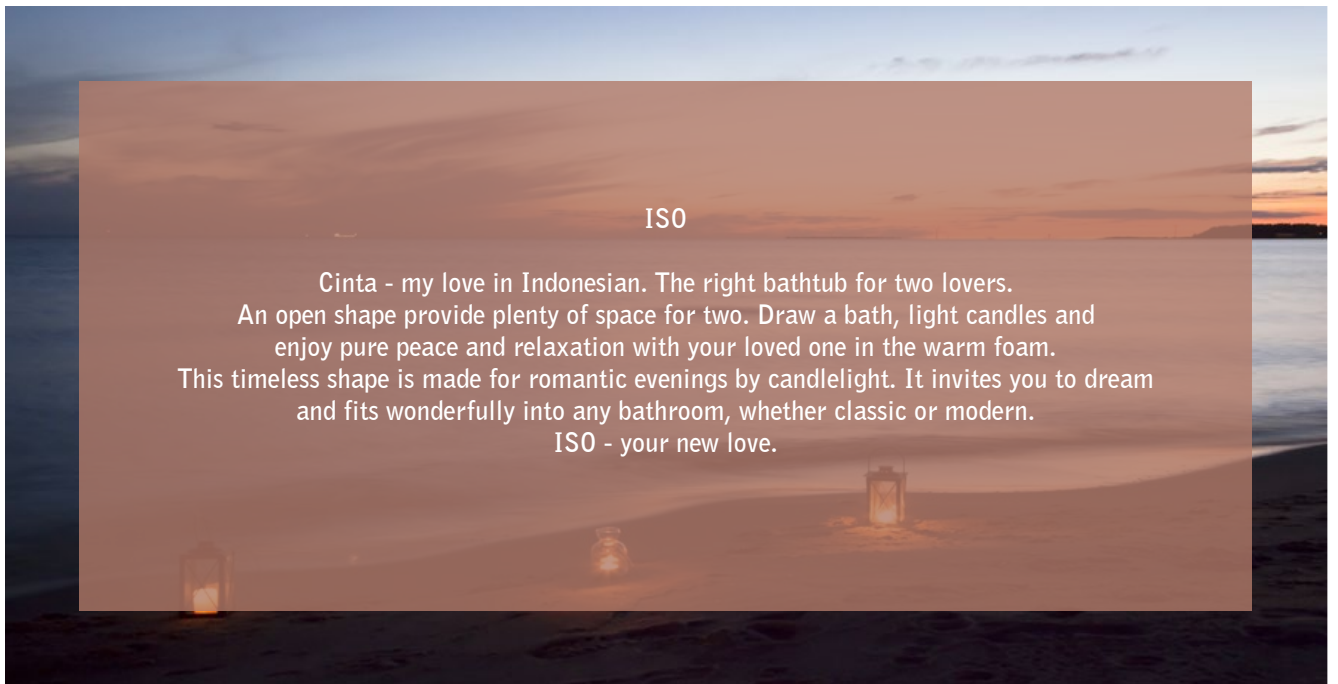 ISO
Cinta - my love in Indonesian. The right bathtub for two lovers.
An open shape provide plenty of space for two. Draw a bath, light candles and
enjoy pure peace and relaxation with your loved one in the warm foam.
This timeless shape is made for romantic evenings by candlelight. It invites you to dream
and fits wonderfully into any bathroom, whether classic or modern.
ISO - your new love.